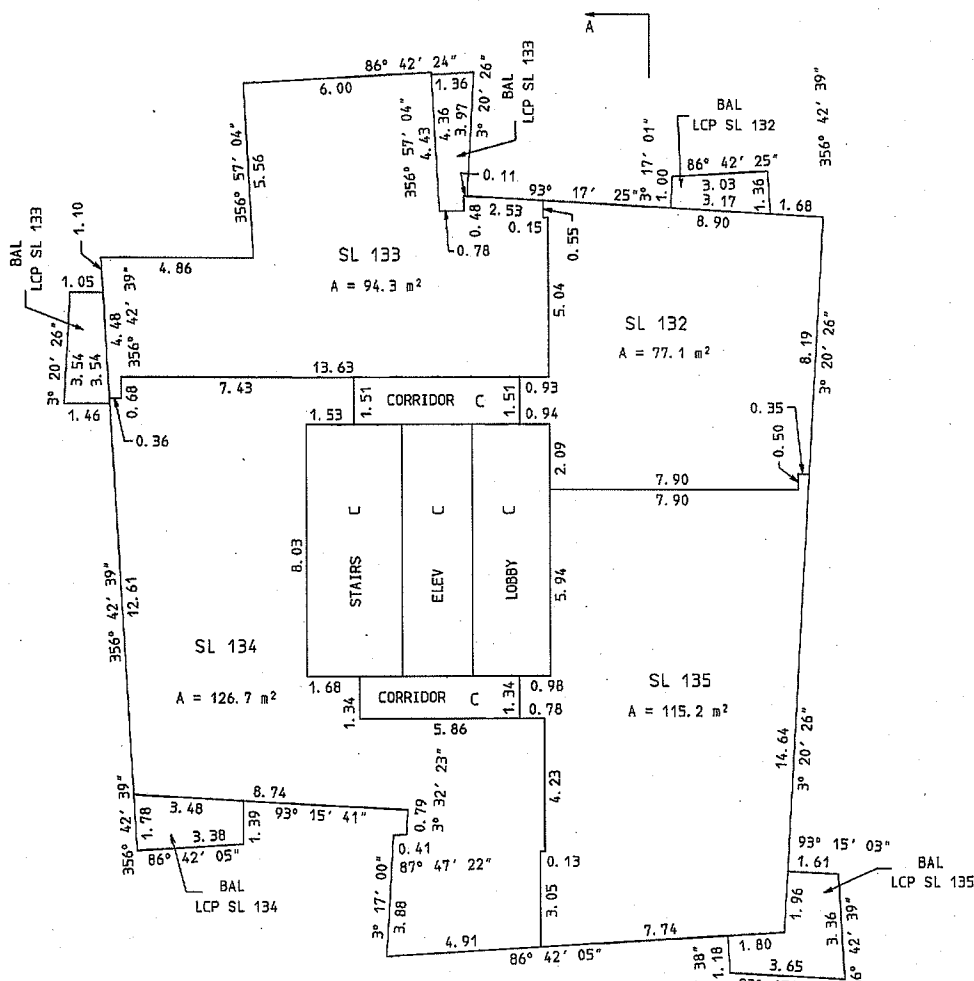 A
86° 42' 24"
6.00
1.36
3° 20' 26"
BAL
LCP SL 133
356° 57' 04"
4.43
4.36
3.97
356° 57' 04"
5.56
0.11
93° 17' 25"
0.48
2.53
0.15
0.55
0.78
3° 17' 01"
1.00
BAL
LCP SL 132
86° 42' 25"
3.03
3.17
1.36
1.68
8.90
356° 42' 39"
BAL
LCP SL 133
1.10
4.86
SL 133
A = 94.3 m²
1.05
3° 20' 26"
3.54
3.54
4.48
356° 42' 39"
5.04
SL 132
A = 77.1 m²
8.19
3° 20' 26"
13.63
7.43
0.68
1.46
0.36
1.53
1.51
CORRIDOR C
1.51
0.93
0.94
2.09
0.35
0.50
7.90
7.90
8.03
STAIRS C
ELEV C
LOBBY C
5.94
356° 42' 39"
12.61
SL 134
A = 126.7 m²
1.68
1.34
CORRIDOR C
1.34
0.98
0.78
5.86
SL 135
A = 115.2 m²
14.64
3° 20' 26"
4.23
356° 42' 39"
1.78
3.48
8.74
93° 15' 41"
3.38
1.39
86° 42' 05"
BAL
LCP SL 134
0.79
3° 32' 23"
0.41
87° 47' 22"
3° 17' 00"
3.88
0.13
3.05
4.91
86° 42' 05"
7.74
93° 15' 03"
1.61
BAL
LCP SL 135
1.96
3.36
6° 42' 39"
1.80
38"
1.18
3.65